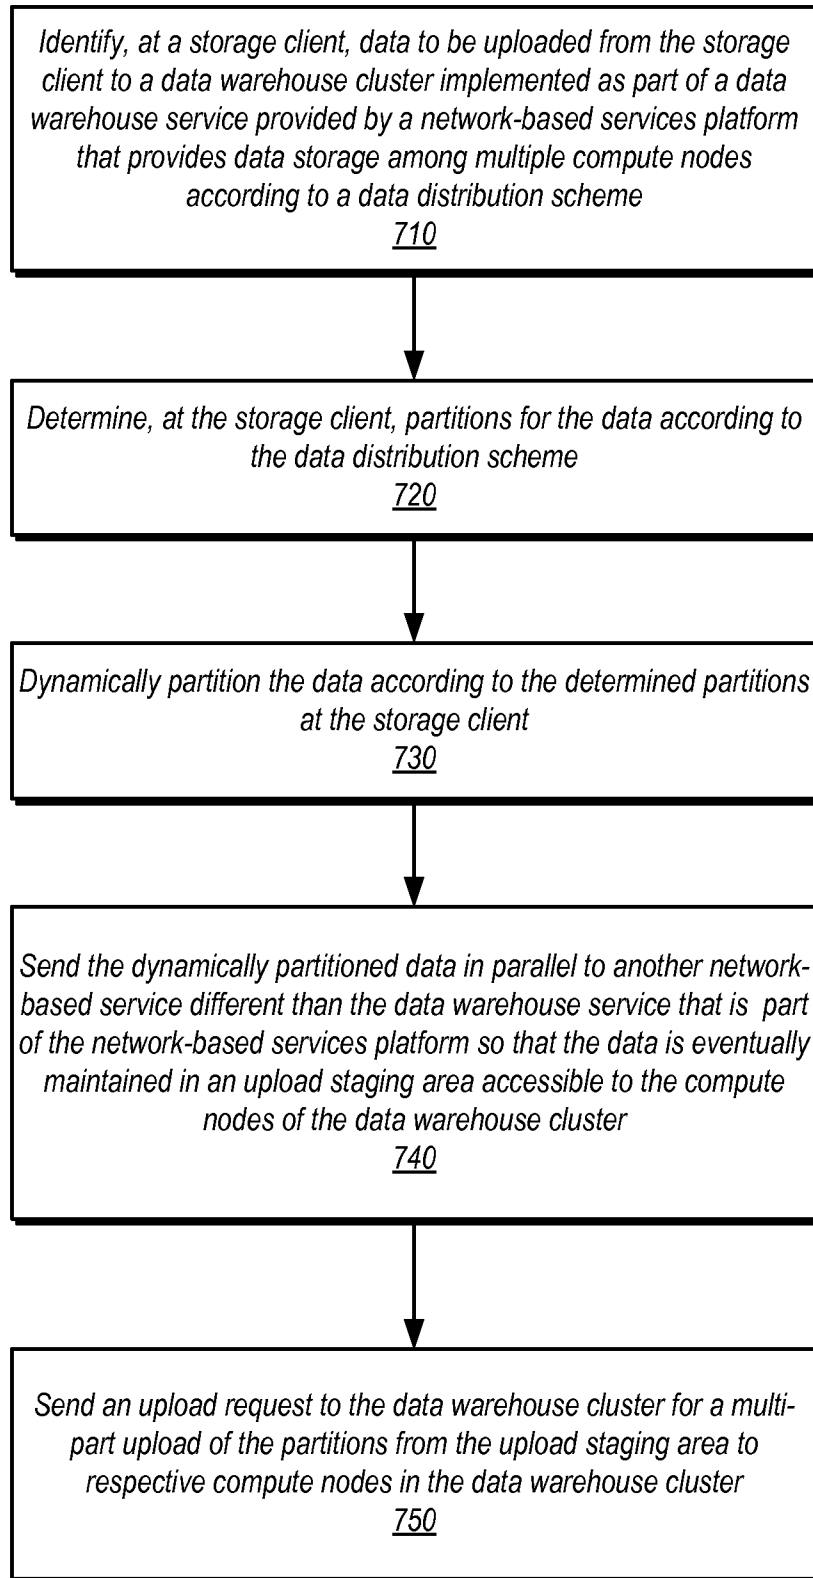 Identify, at a storage client, data to be uploaded from the storage
client to a data warehouse cluster implemented as part of a data
warehouse service provided by a network-based services platform
that provides data storage among multiple compute nodes
according to a data distribution scheme
710
Determine, at the storage client, partitions for the data according to
the data distribution scheme
720
Dynamically partition the data according to the determined partitions
at the storage client
730
Send the dynamically partitioned data in parallel to another network-
based service different than the data warehouse service that is part
of the network-based services platform so that the data is eventually
maintained in an upload staging area accessible to the compute
nodes of the data warehouse cluster
740
Send an upload request to the data warehouse cluster for a multi-
part upload of the partitions from the upload staging area to
respective compute nodes in the data warehouse cluster
750